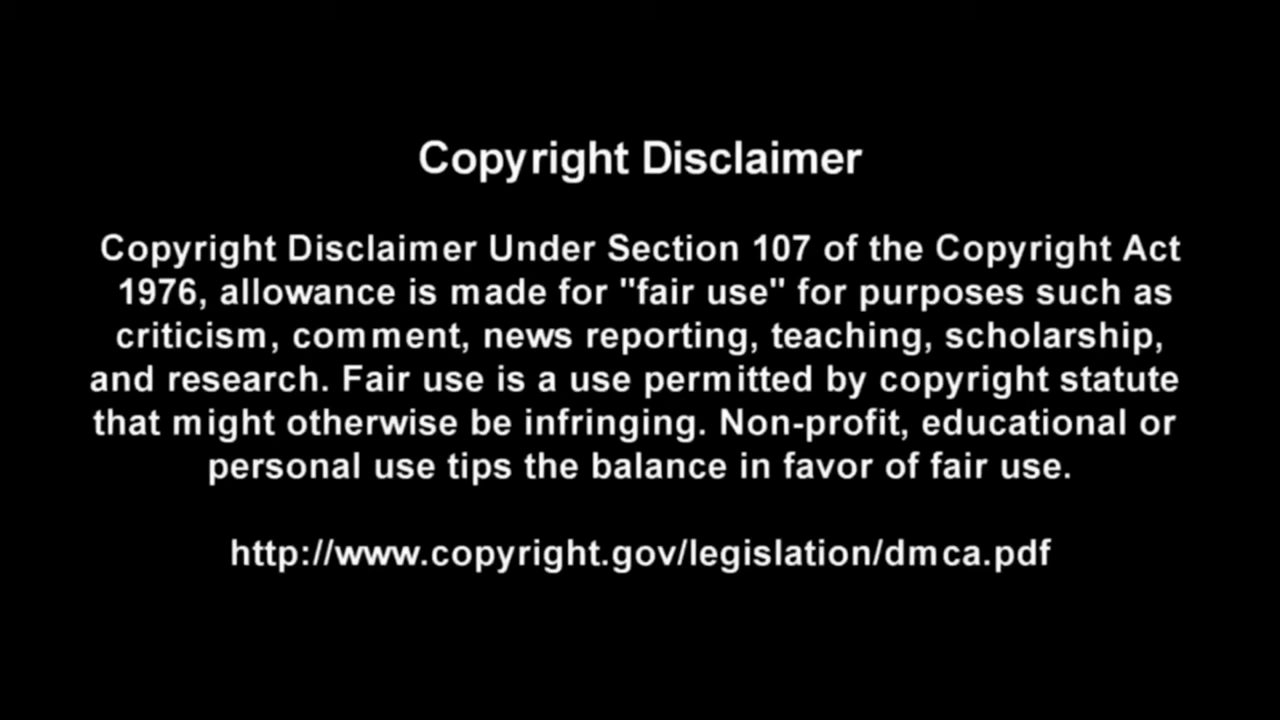 Copyright Disclaimer
Copyright Disclaimer Under Section 107 of the Copyright Act
1976, allowance is made for "fair use" for purposes such as
criticism, comment, news reporting, teaching, scholarship,
and research. Fair use is a use permitted by copyright statute
that might otherwise be infringing. Non-profit, educational or
personal use tips the balance in favor of fair use.
http://www.copyright.gov/legislation/dmca.pdf